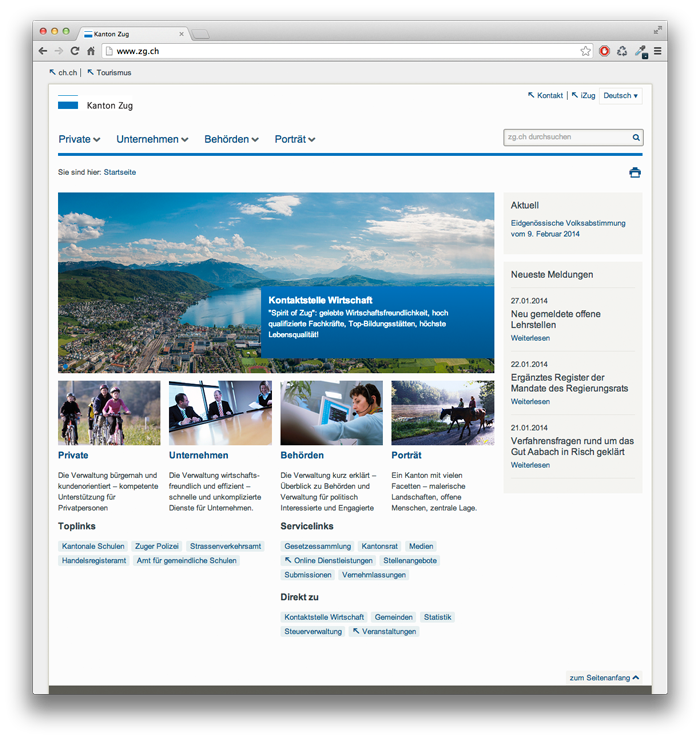 Kanton Zug
www.zg.ch
ch.ch
Tourismus
Kontakt
iZug
Deutsch
Kanton Zug
Private
Unternehmen
Behörden
Porträt
zg.ch durchsuchen
Sie sind hier: Startseite
Kontaktstelle Wirtschaft
"Spirit of Zug": gelebte Wirtschaftsfreundlichkeit, hoch
qualifizierte Fachkräfte, Top-Bildungsstätten, höchste
Lebensqualität!
Aktuell
Eidgenössische Volksabstimmung
vom 9. Februar 2014
Neueste Meldungen
27.01.2014
Neu gemeldete offene
Lehrstellen
Weiterlesen
22.01.2014
Ergänztes Register der
Mandate des Regierungsrats
Weiterlesen
21.01.2014
Verfahrensfragen rund um das
Gut Aabach in Risch geklärt
Weiterlesen
Private
Die Verwaltung bürgernah und
kundenorientiert – kompetente
Unterstützung für
Privatpersonen
Unternehmen
Die Verwaltung wirtschafts-
freundlich und effizient –
schnelle und unkomplizierte
Dienste für Unternehmen.
Behörden
Die Verwaltung kurz erklärt –
Überblick zu Behörden und
Verwaltung für politisch
Interessierte und Engagierte
Porträt
Ein Kanton mit vielen
Facetten – malerische
Landschaften, offene
Menschen, zentrale Lage.
Toplinks
Kantonale Schulen
Zuger Polizei
Strassenverkehrsamt
Handelsregisteramt
Amt für gemeindliche Schulen
Servicelinks
Gesetzessammlung
Kantonsrat
Medien
Online Dienstleistungen
Stellenangebote
Submissionen
Vernehmlassungen
Direkt zu
Kontaktstelle Wirtschaft
Gemeinden
Statistik
Steuerverwaltung
Veranstaltungen
zum Seitenanfang